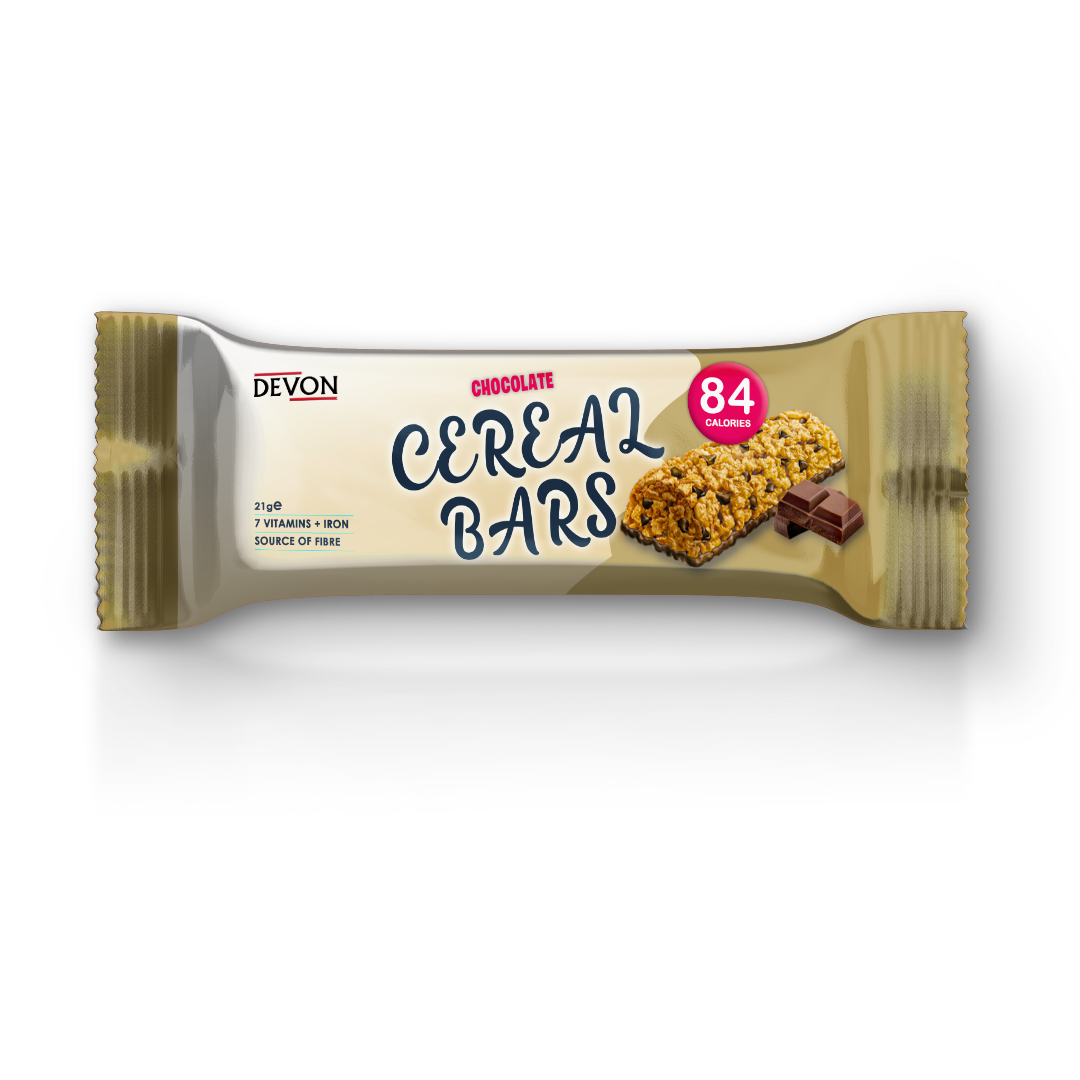 DEVON
CHOCOLATE
CEREAL
BARS
84
CALORIES
21g℮
7 VITAMINS + IRON
SOURCE OF FIBRE